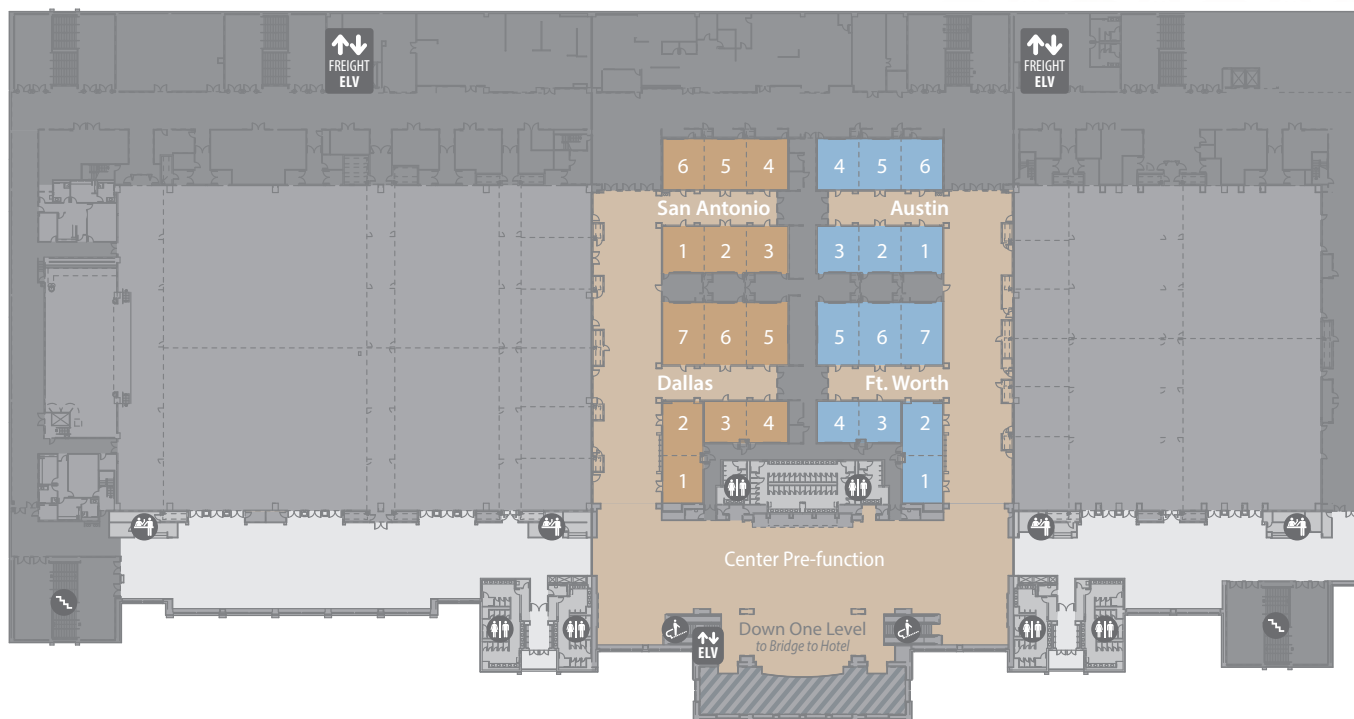 FREIGHT
ELV
FREIGHT
ELV
6 5 4
4 5 6
San Antonio
Austin
1 2 3
3 2 1
7 6 5
5 6 7
Dallas
Ft. Worth
2 3 4
4 3 2
1
1
Center Pre-function
Down One Level
to Bridge to Hotel
ELV